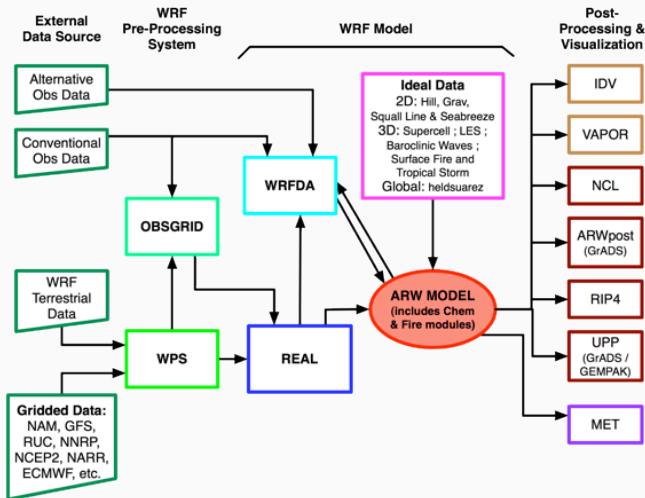 External
Data Source
WRF
Pre-Processing
System
WRF Model
Post-
Processing &
Visualization
Alternative
Obs Data
Conventional
Obs Data
WRF
Terrestrial
Data
Gridded Data:
NAM, GFS,
RUC, NNRP,
NCEP2, NARR,
ECMWF, etc.
OBSGRID
WPS
WRFDA
REAL
Ideal Data
2D: Hill, Grav,
Squall Line & Seabreeze
3D: Supercell ; LES ;
Baroclinic Waves ;
Surface Fire and
Tropical Storm
Global: heldsuarez
ARW MODEL
(includes Chem
& Fire modules)
IDV
VAPOR
NCL
ARWpost
(GrADS)
RIP4
UPP
(GrADS /
GEMPAK)
MET